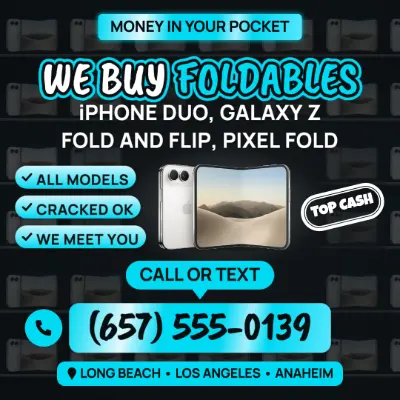 MONEY IN YOUR POCKET
WE BUY FOLDABLES
iPHONE DUO, GALAXY Z
FOLD AND FLIP, PIXEL FOLD
ALL MODELS
CRACKED OK
WE MEET YOU
TOP CASH
CALL OR TEXT
(657) 555-0139
LONG BEACH • LOS ANGELES • ANAHEIM